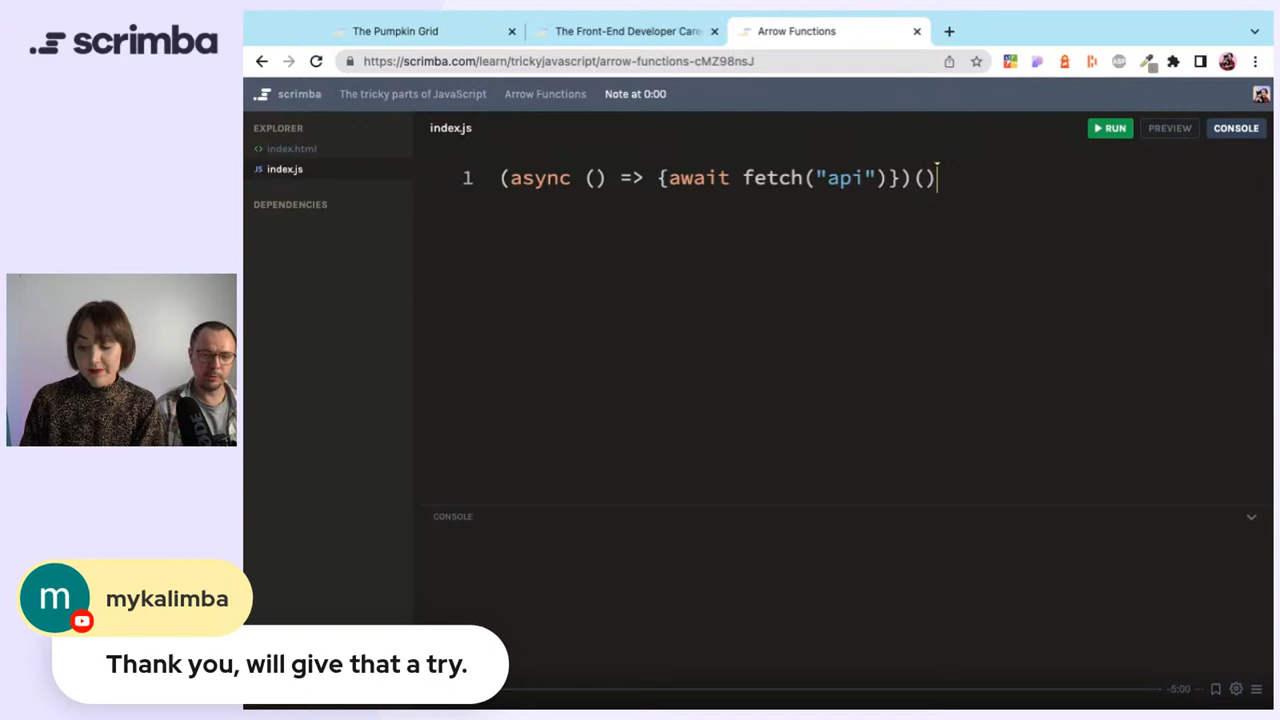 scrimba
The Pumpkin Grid
The Front-End Developer Care
Arrow Functions
https://scrimba.com/learn/trickyjavascript/arrow-functions-cMZ98nsJ
scrimba
The tricky parts of JavaScript
Arrow Functions
Note at 0:00
EXPLORER
index.html
JS index.js
DEPENDENCIES
index.js
RUN
PREVIEW
CONSOLE
1 (async () => {await fetch("api")})()
CONSOLE
m
mykalimba
Thank you, will give that a try.
-5:00